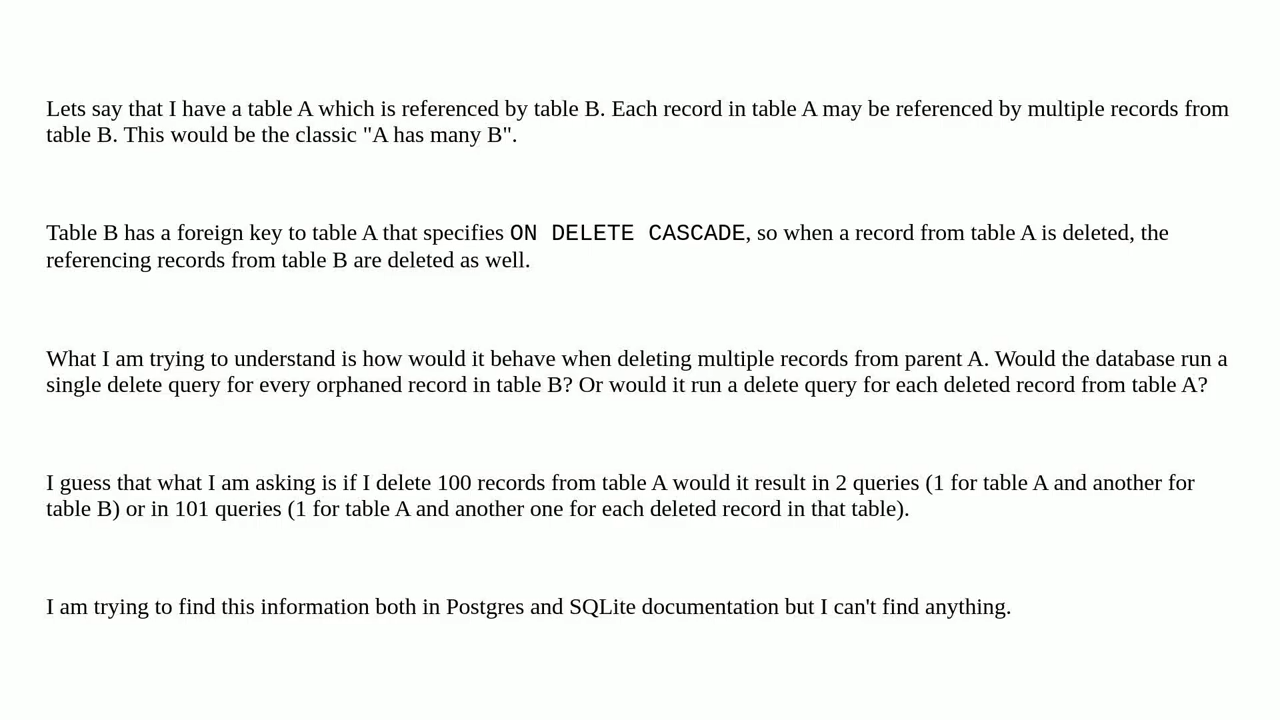 Lets say that I have a table A which is referenced by table B. Each record in table A may be referenced by multiple records from
table B. This would be the classic "A has many B".
Table B has a foreign key to table A that specifies ON DELETE CASCADE, so when a record from table A is deleted, the
referencing records from table B are deleted as well.
What I am trying to understand is how would it behave when deleting multiple records from parent A. Would the database run a
single delete query for every orphaned record in table B? Or would it run a delete query for each deleted record from table A?
I guess that what I am asking is if I delete 100 records from table A would it result in 2 queries (1 for table A and another for
table B) or in 101 queries (1 for table A and another one for each deleted record in that table).
I am trying to find this information both in Postgres and SQLite documentation but I can't find anything.